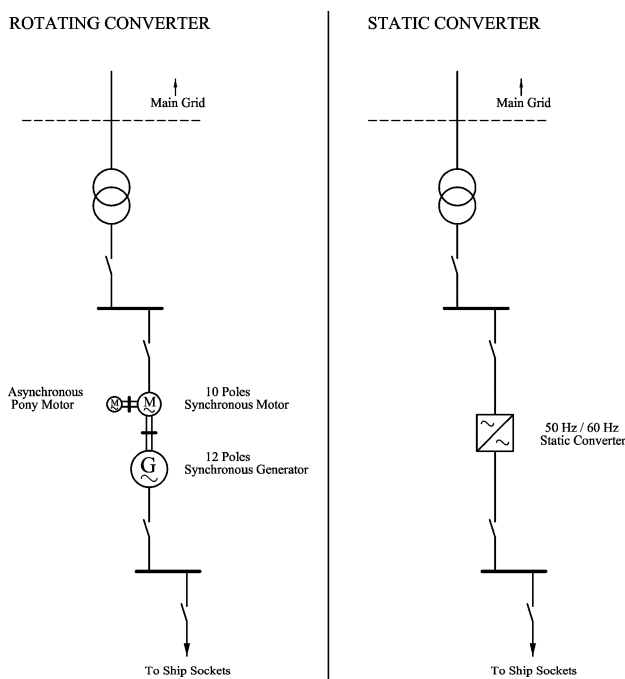 ROTATING CONVERTER
Main Grid
Asynchronous
Pony Motor
M
M
10 Poles
Synchronous Motor
G
12 Poles
Synchronous Generator
To Ship Sockets
STATIC CONVERTER
Main Grid
50 Hz / 60 Hz
Static Converter
To Ship Sockets